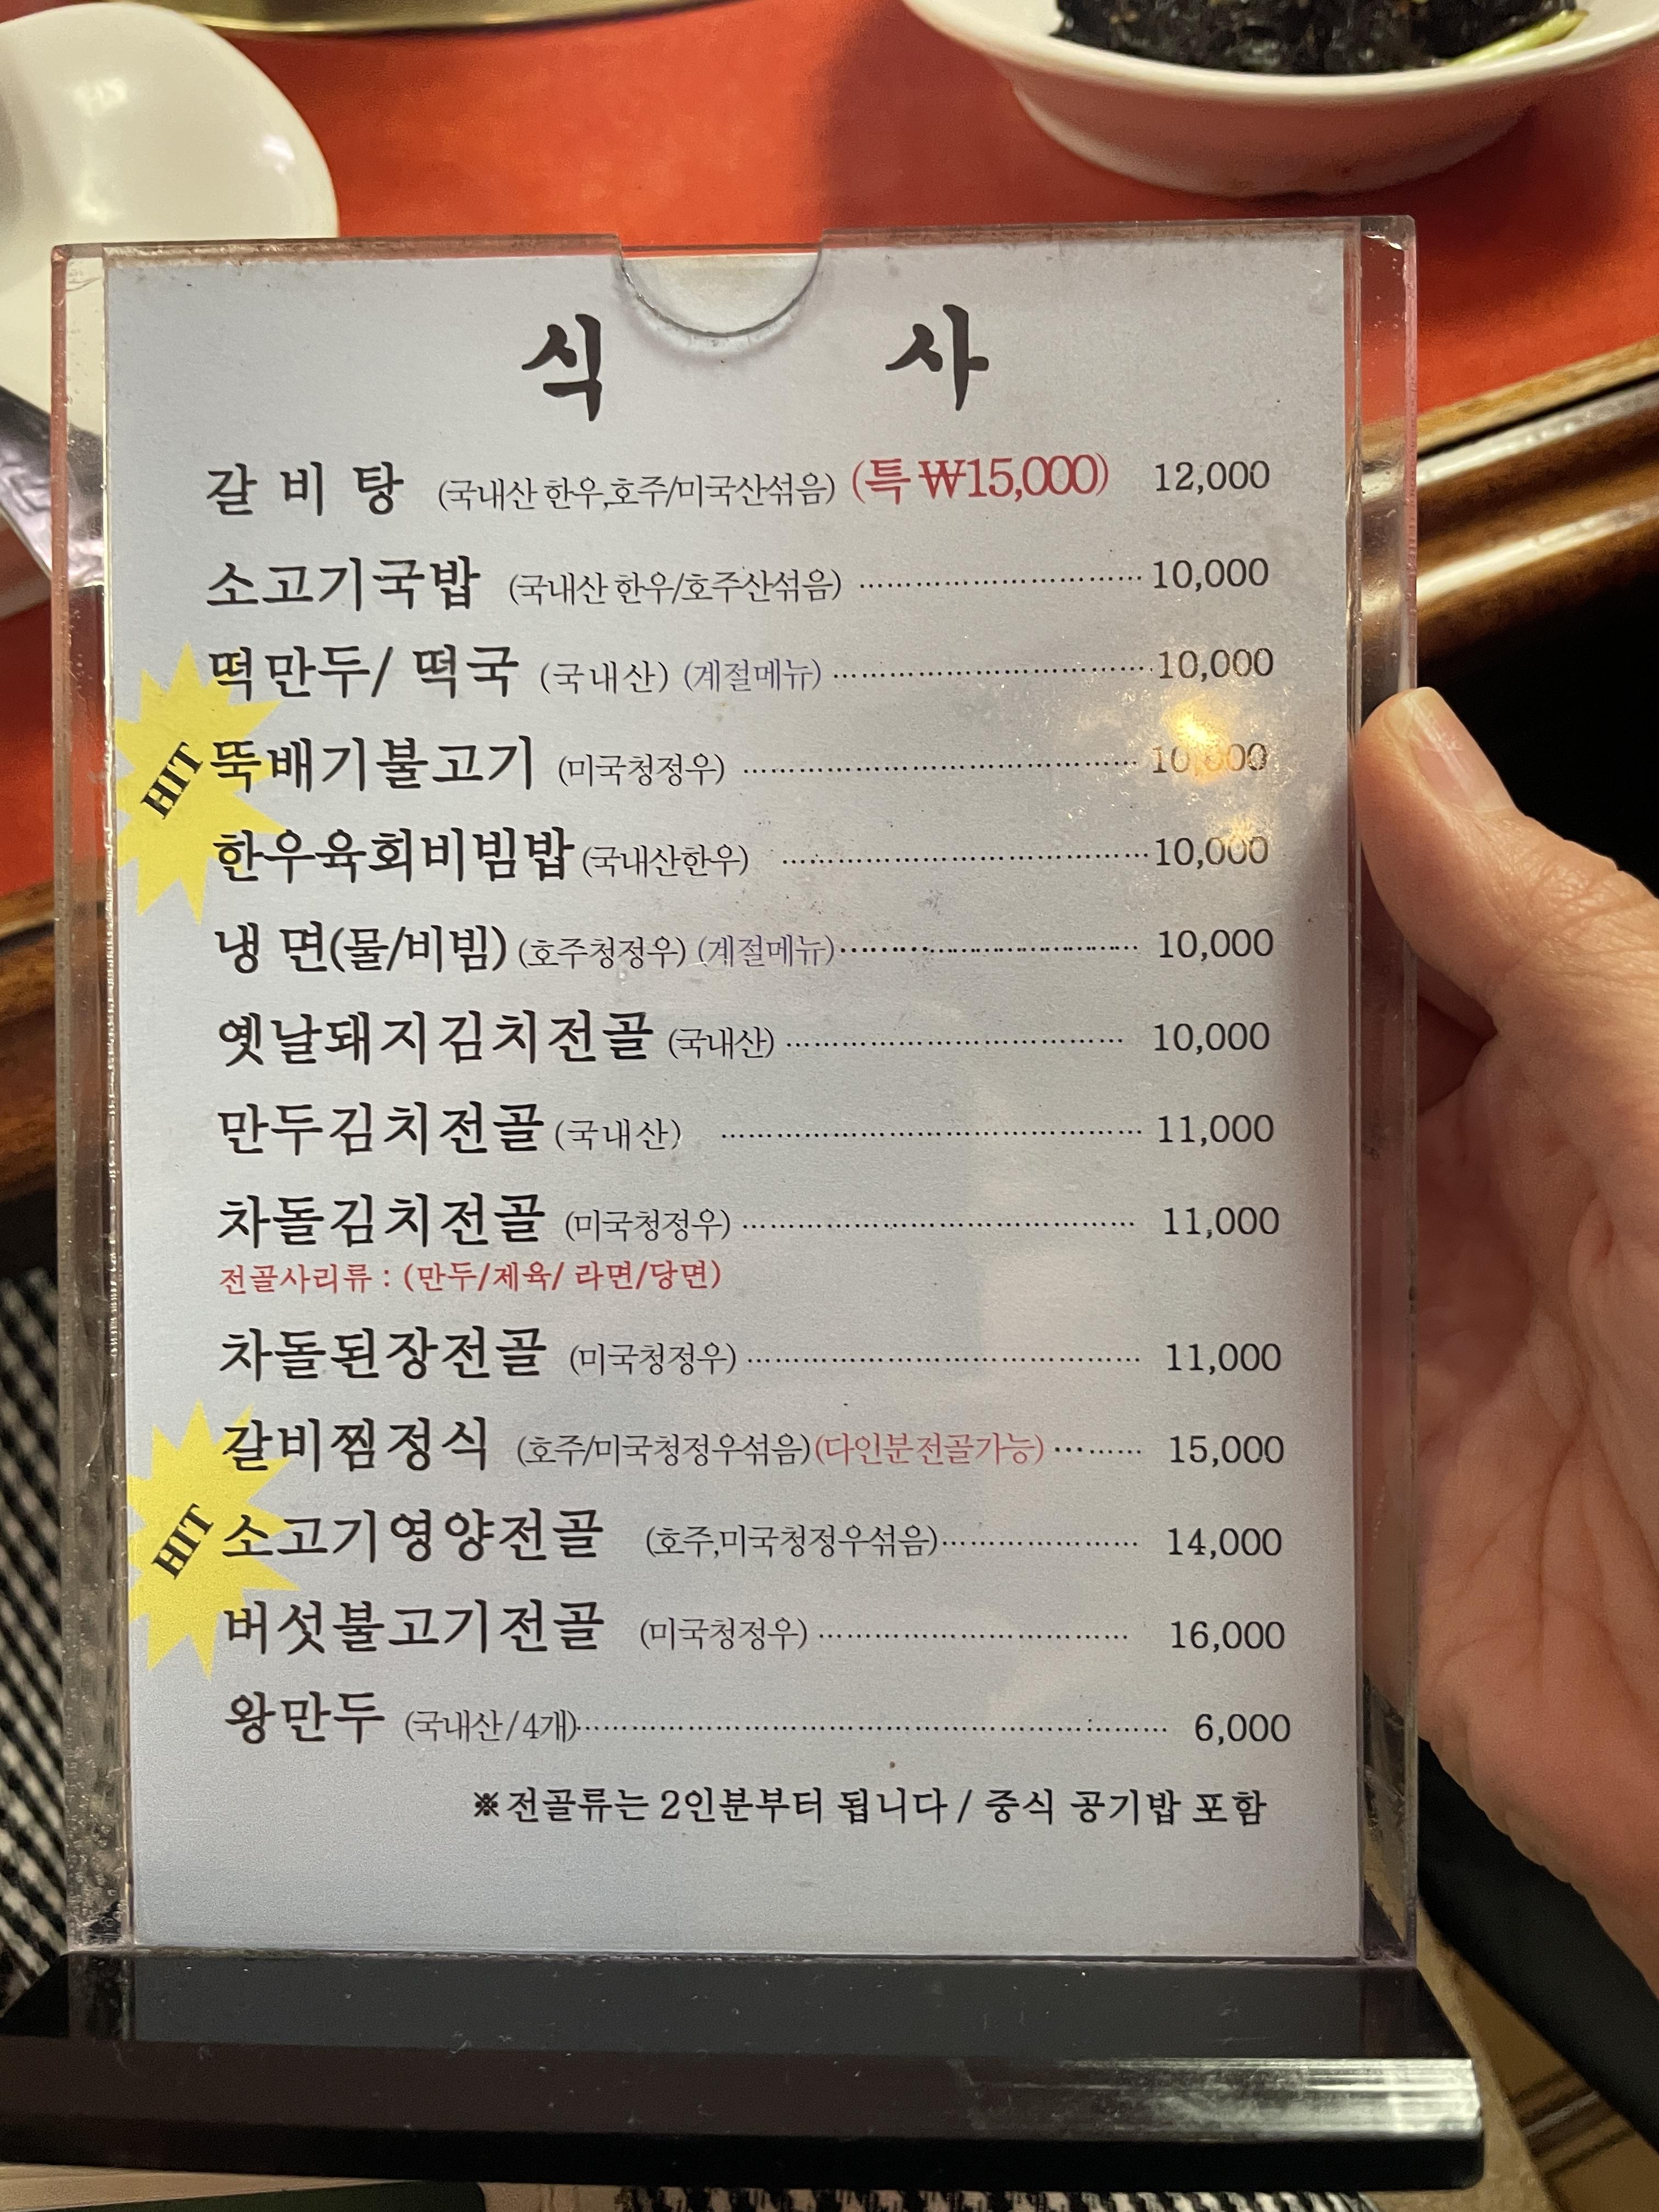 식 사
갈 비 탕 (국내산 한우,호주/미국산섞음) (특 ₩15,000) 12,000
소고기국밥 (국내산 한우/호주산섞음) 10,000
떡만두/ 떡국 (국내산) (계절메뉴) 10,000
HIT 뚝배기불고기 (미국청정우) 10,000
한우육회비빔밥 (국내산한우) 10,000
냉 면(물/비빔) (호주청정우) (계절메뉴) 10,000
옛날돼지김치전골 (국내산) 10,000
만두김치전골 (국내산) 11,000
차돌김치전골 (미국청정우) 11,000
전골사리류 : (만두/제육/ 라면/당면)
차돌된장전골 (미국청정우) 11,000
갈비찜정식 (호주/미국청정우섞음)(다인분전골가능) 15,000
HIT 소고기영양전골 (호주,미국청정우섞음) 14,000
버섯불고기전골 (미국청정우) 16,000
왕만두 (국내산/4개) 6,000
※전골류는 2인분부터 됩니다 / 중식 공기밥 포함